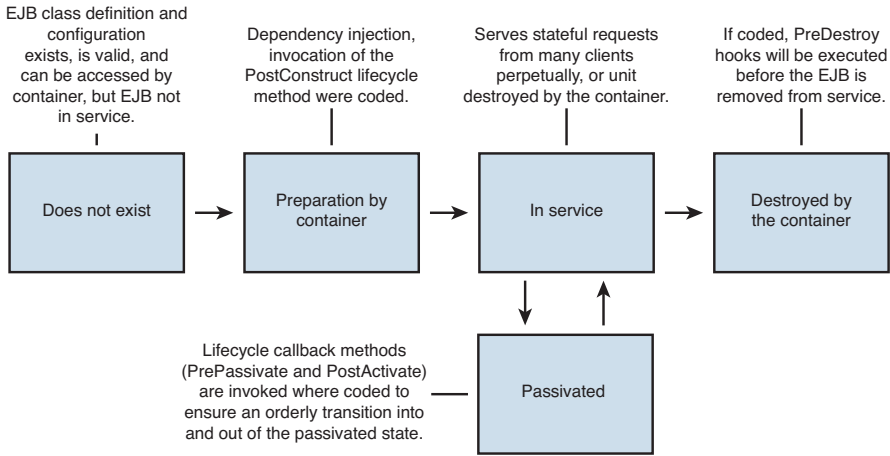 EJB class definition and
configuration
exists, is valid, and
can be accessed by
container, but EJB not
in service.
Dependency injection,
invocation of the
PostConstruct lifecycle
method were coded.
Serves stateful requests
from many clients
perpetually, or unit
destroyed by the container.
If coded, PreDestroy
hooks will be executed
before the EJB is
removed from service.
Does not exist
Preparation by
container
In service
Destroyed by
the container
Lifecycle callback methods
(PrePassivate and PostActivate)
are invoked where coded to
ensure an orderly transition into
and out of the passivated state.
Passivated